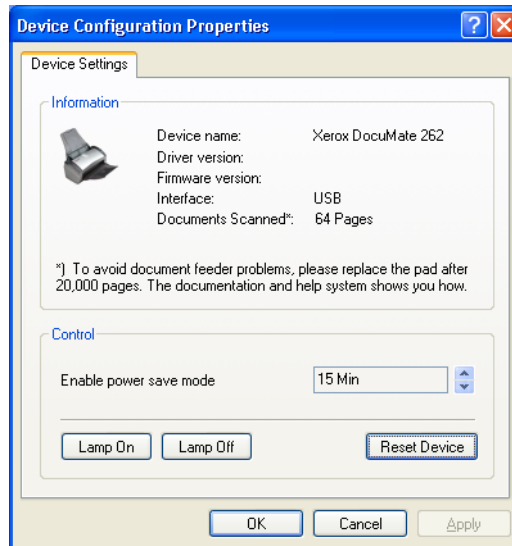 Device Configuration Properties
Device Settings
Information
Device name: Xerox DocuMate 262
Driver version:
Firmware version:
Interface: USB
Documents Scanned*: 64 Pages
*) To avoid document feeder problems, please replace the pad after
20,000 pages. The documentation and help system shows you how.
Control
Enable power save mode 15 Min
Lamp On Lamp Off Reset Device
OK Cancel Apply